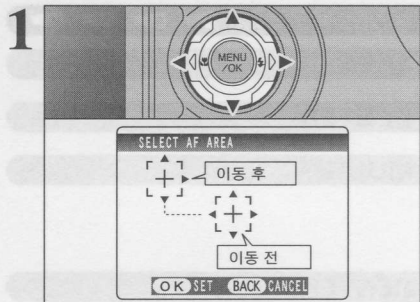 1
MENU
/OK
SELECT AF AREA
이동 후
이동 전
OK SET BACK CANCEL